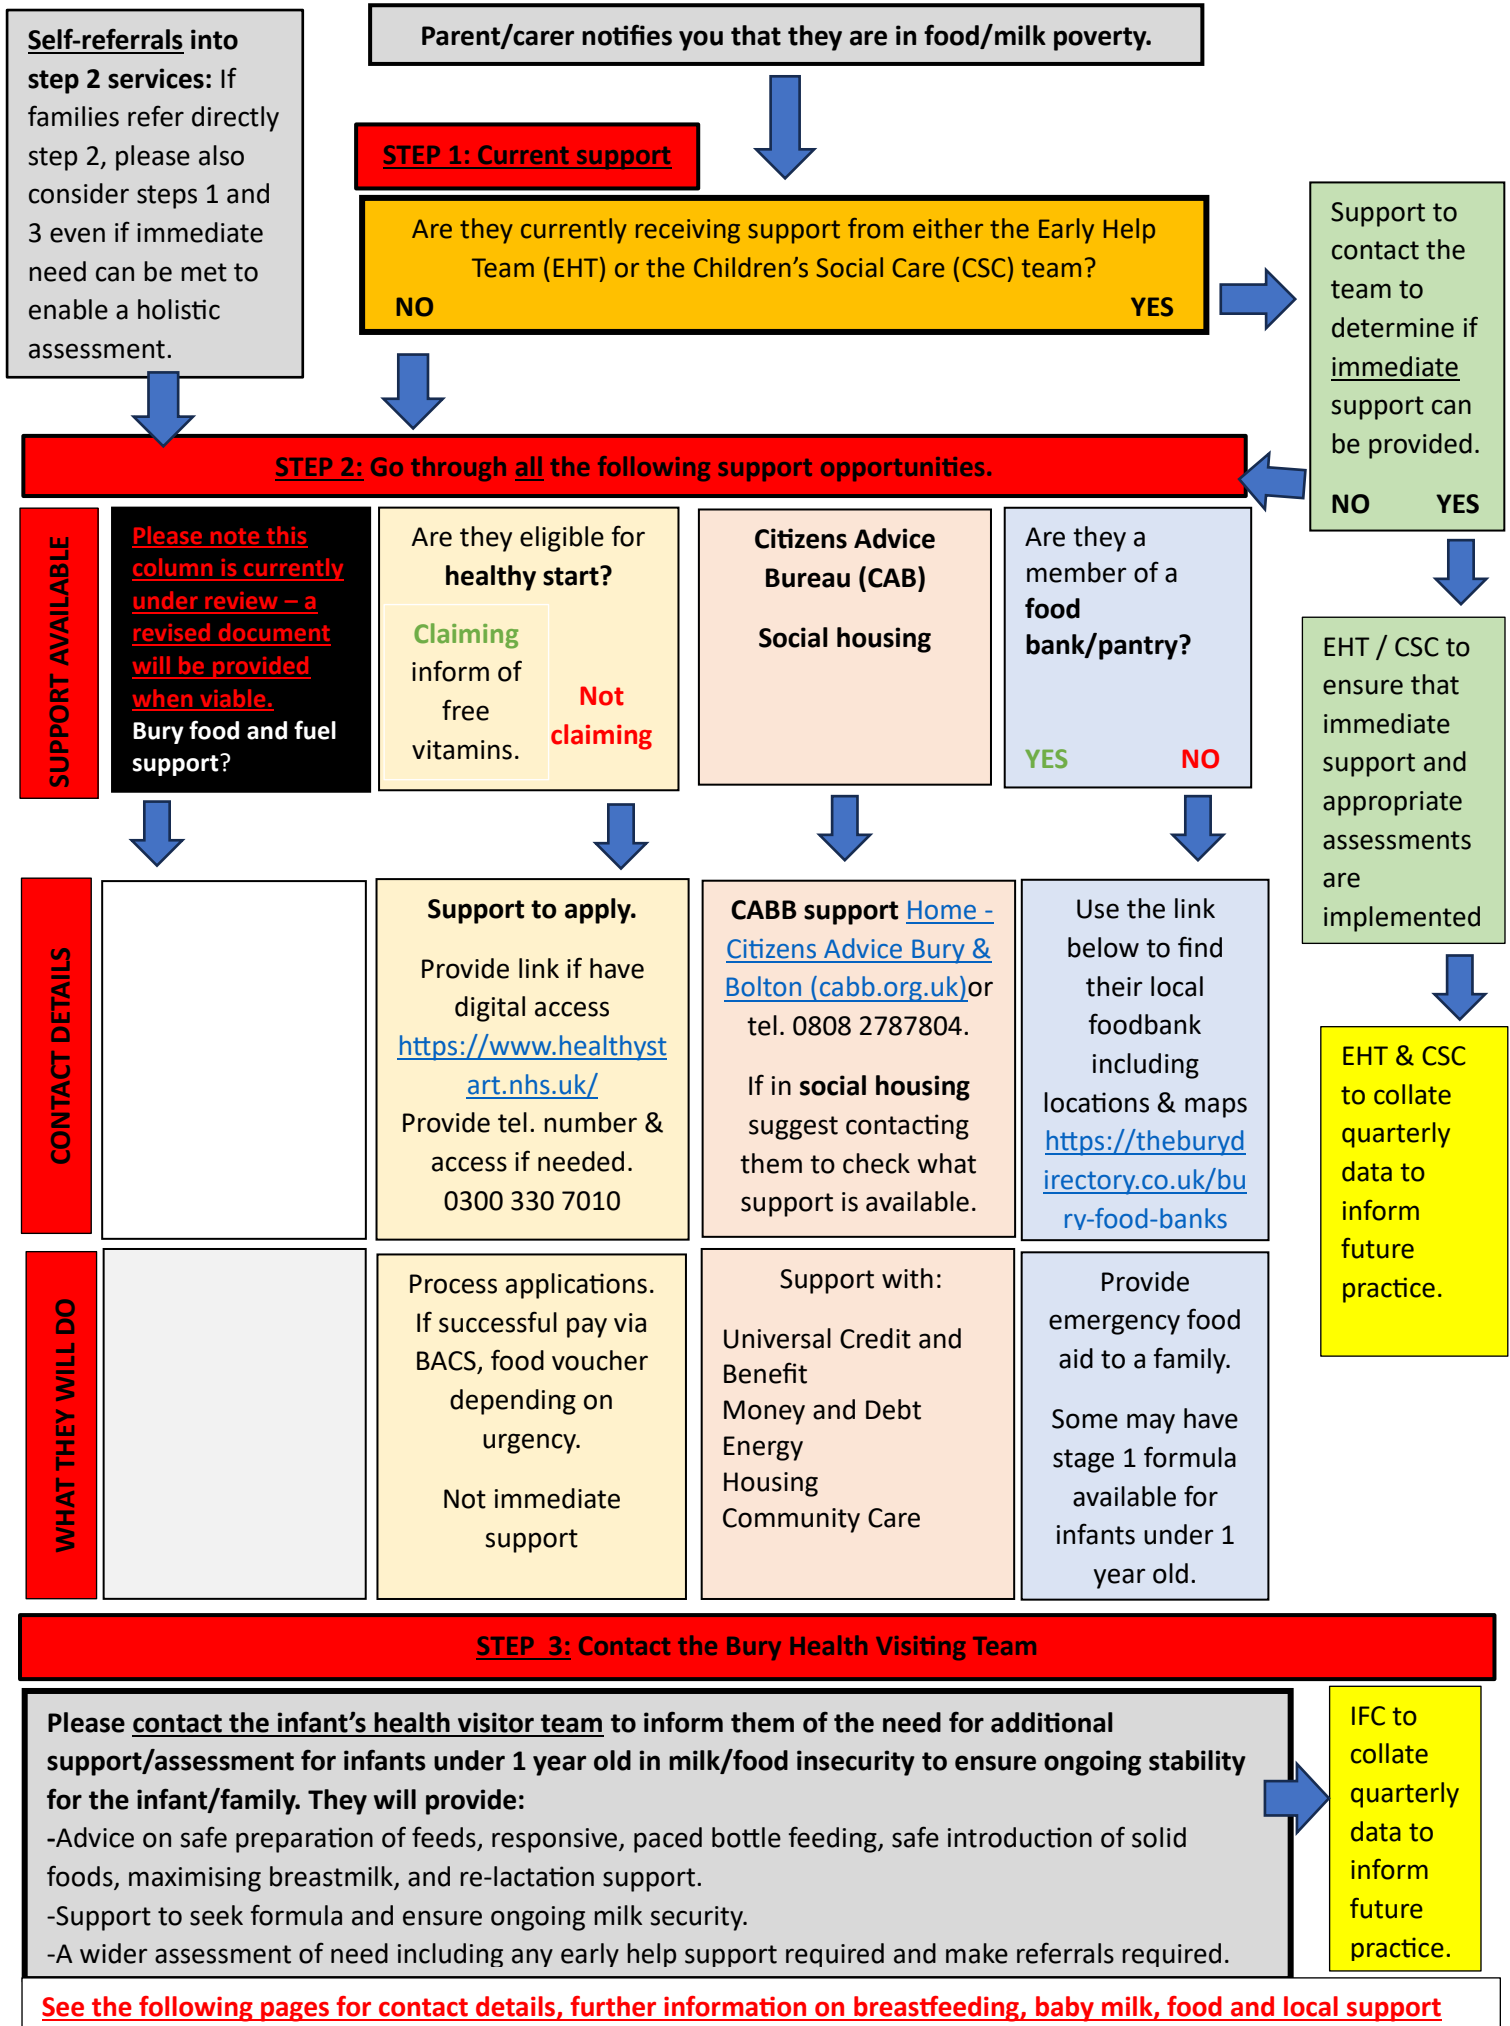 Self-referrals into
step 2 services: If
families refer directly
step 2, please also
consider steps 1 and
3 even if immediate
need can be met to
enable a holistic
assessment.
Parent/carer notifies you that they are in food/milk poverty.
STEP 1: Current support
Are they currently receiving support from either the Early Help
Team (EHT) or the Children's Social Care (CSC) team?
NO YES
Support to
contact the
team to
determine if
immediate
support can
be provided.
NO YES
STEP 2: Go through all the following support opportunities.
SUPPORT AVAILABLE
Please note this
column is currently
under review – a
revised document
will be provided
when viable.
Bury food and fuel
support?
Are they eligible for
healthy start?
Claiming
inform of
free
vitamins.
Not
claiming
Citizens Advice
Bureau (CAB)
Social housing
Are they a
member of a
food
bank/pantry?
YES NO
EHT / CSC to
ensure that
immediate
support and
appropriate
assessments
are
implemented
CONTACT DETAILS
Support to apply.
Provide link if have
digital access
https://www.healthyst
art.nhs.uk/
Provide tel. number &
access if needed.
0300 330 7010
CABB support Home -
Citizens Advice Bury &
Bolton (cabb.org.uk)or
tel. 0808 2787804.
If in social housing
suggest contacting
them to check what
support is available.
Use the link
below to find
their local
foodbank
including
locations & maps
https://theburyd
irectory.co.uk/bu
ry-food-banks
EHT & CSC
to collate
quarterly
data to
inform
future
practice.
WHAT THEY WILL DO
Process applications.
If successful pay via
BACS, food voucher
depending on
urgency.
Not immediate
support
Support with:
Universal Credit and
Benefit
Money and Debt
Energy
Housing
Community Care
Provide
emergency food
aid to a family.
Some may have
stage 1 formula
available for
infants under 1
year old.
STEP  3: Contact the Bury Health Visiting Team
Please contact the infant's health visitor team to inform them of the need for additional
support/assessment for infants under 1 year old in milk/food insecurity to ensure ongoing stability
for the infant/family. They will provide:
-Advice on safe preparation of feeds, responsive, paced bottle feeding, safe introduction of solid
foods, maximising breastmilk, and re-lactation support.
-Support to seek formula and ensure ongoing milk security.
-A wider assessment of need including any early help support required and make referrals required.
IFC to
collate
quarterly
data to
inform
future
practice.
See the following pages for contact details, further information on breastfeeding, baby milk, food and local support